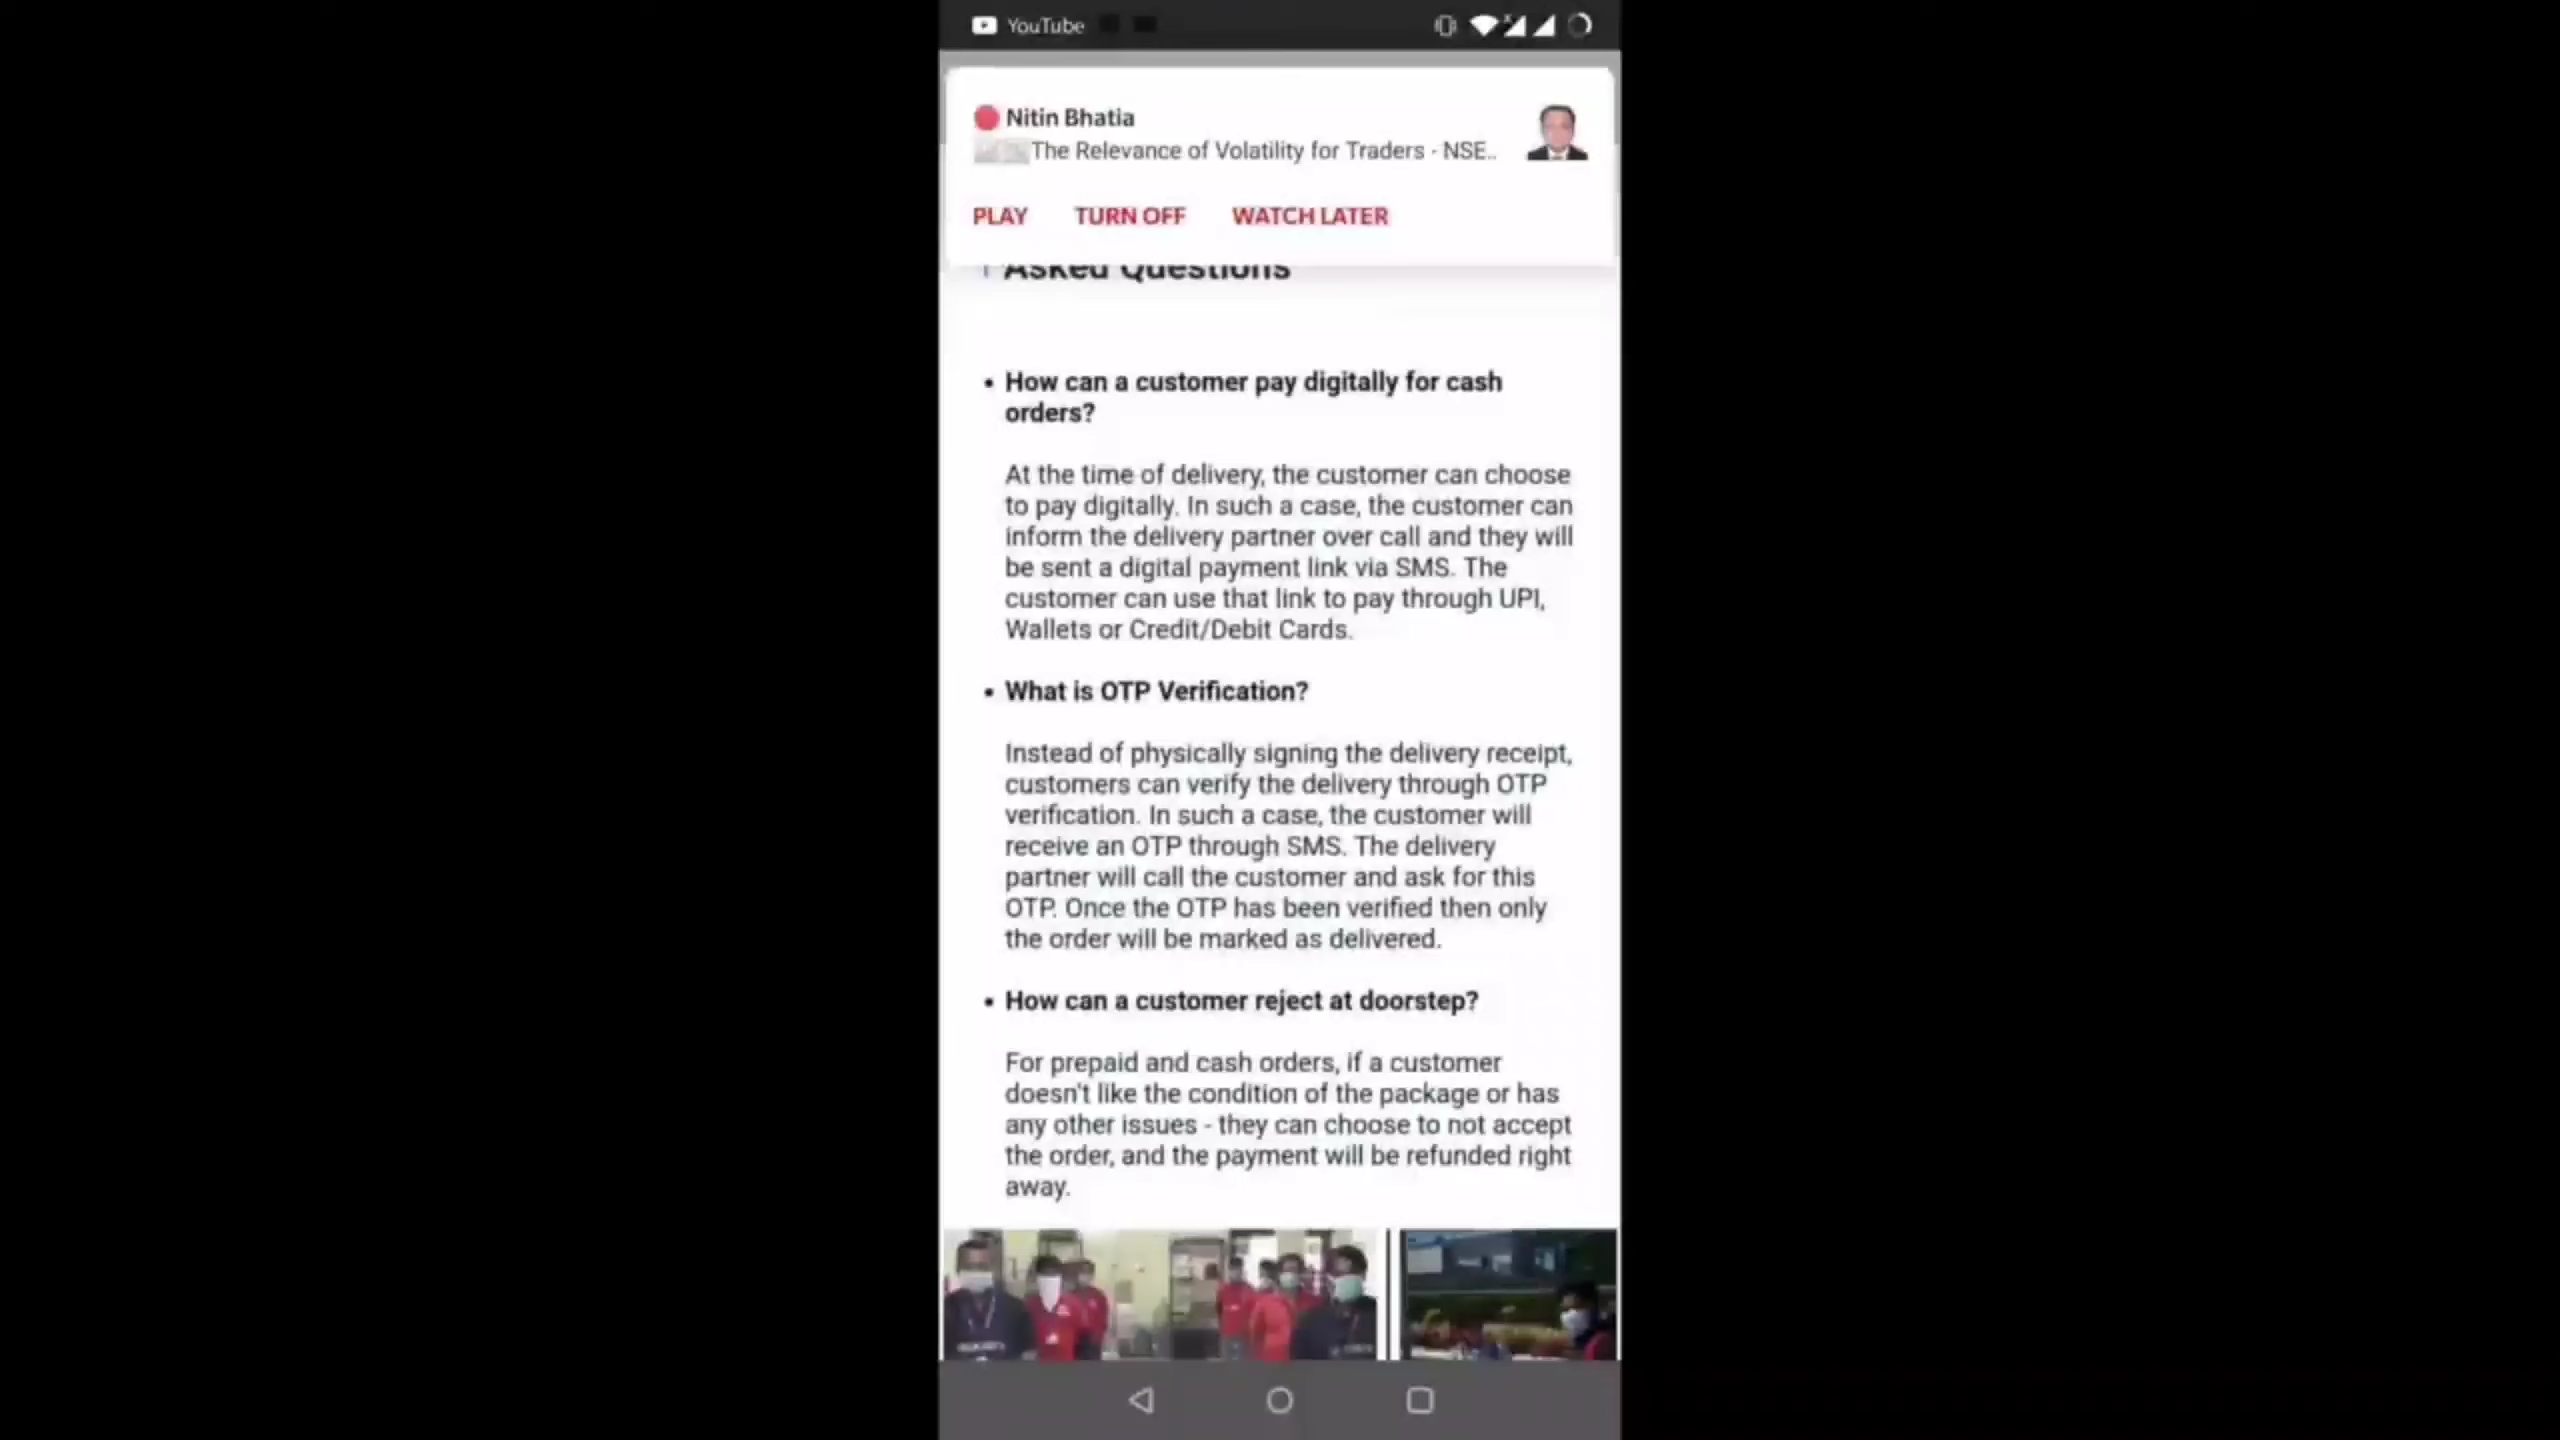 YouTube
Nitin Bhatia
The Relevance of Volatility for Traders - NSE..
PLAY TURN OFF WATCH LATER
Asked Questions
• How can a customer pay digitally for cash
orders?
At the time of delivery, the customer can choose
to pay digitally. In such a case, the customer can
inform the delivery partner over call and they will
be sent a digital payment link via SMS. The
customer can use that link to pay through UPI,
Wallets or Credit/Debit Cards.
• What is OTP Verification?
Instead of physically signing the delivery receipt,
customers can verify the delivery through OTP
verification. In such a case, the customer will
receive an OTP through SMS. The delivery
partner will call the customer and ask for this
OTP. Once the OTP has been verified then only
the order will be marked as delivered.
• How can a customer reject at doorstep?
For prepaid and cash orders, if a customer
doesn't like the condition of the package or has
any other issues - they can choose to not accept
the order, and the payment will be refunded right
away.